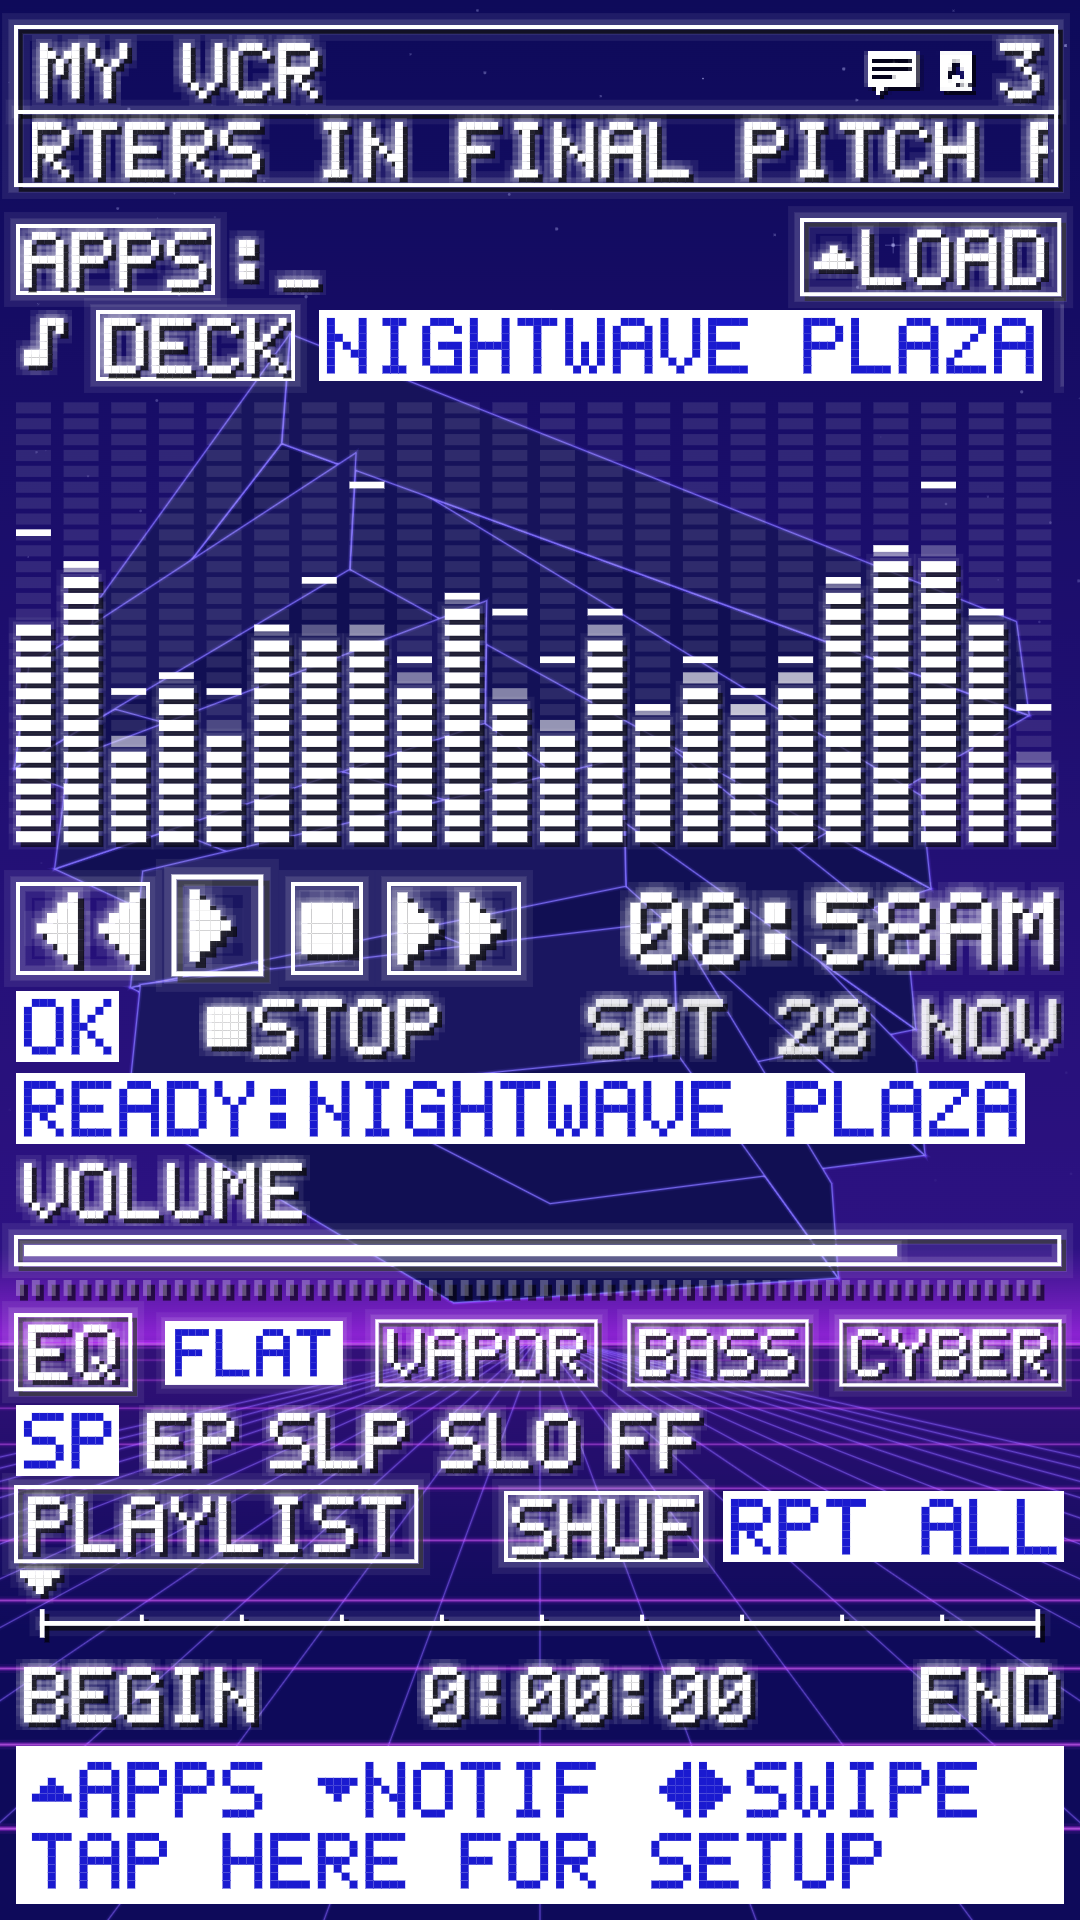 MY VCR 3
RTERS IN FINAL PITCH
APPS:_ LOAD
DECK NIGHTWAVE PLAZA
08:58AM
OK STOP SAT 28 NOV
READY:NIGHTWAVE PLAZA
VOLUME
EQ FLAT VAPOR BASS CYBER
SP EP SLP SLO FF
PLAYLIST SHUF RPT ALL
BEGIN 0:00:00 END
APPS NOTIF SWIPE
TAP HERE FOR SETUP